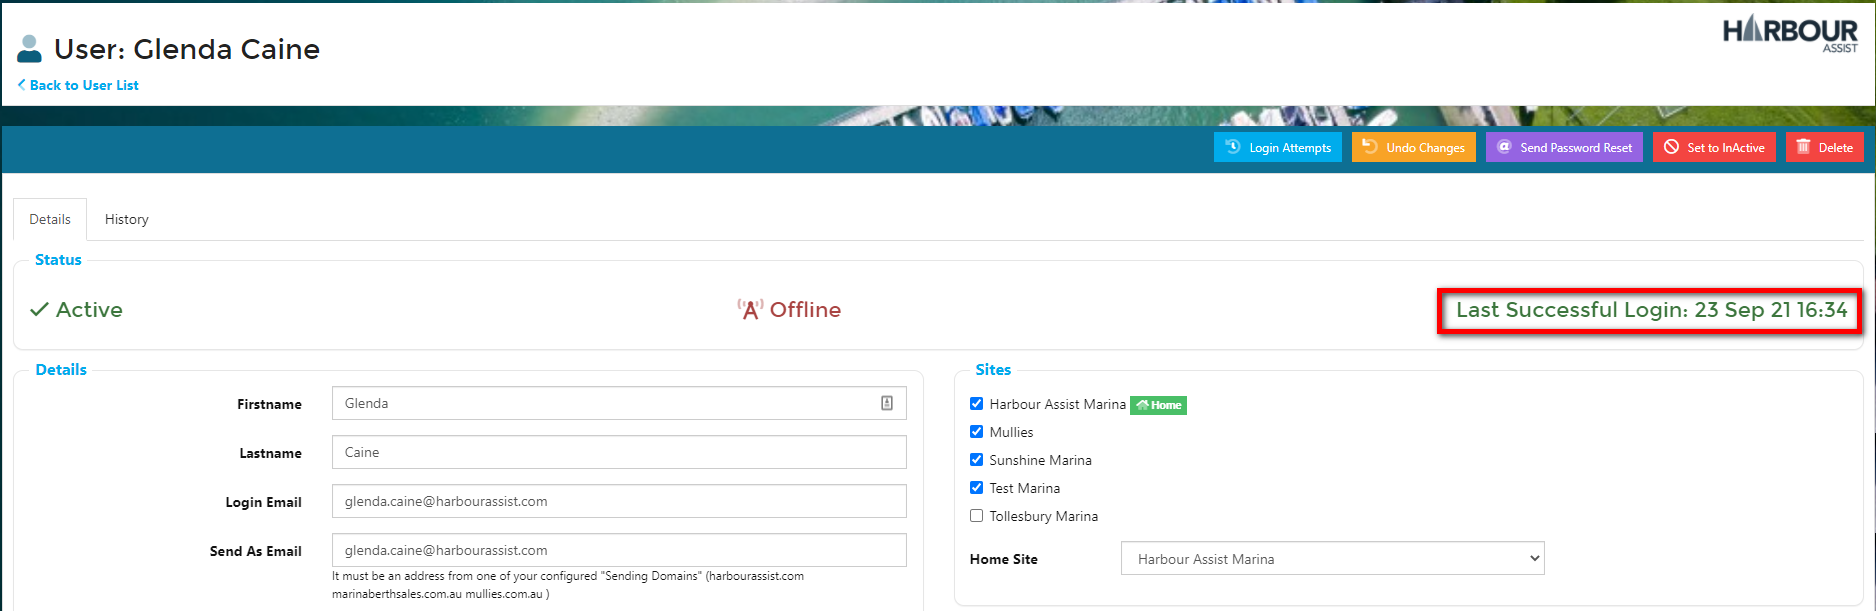 User: Glenda Caine
HARBOUR
ASSIST
Back to User List
Login Attempts
Undo Changes
Send Password Reset
Set to InActive
Delete
Details
History
Status
Active
Offline
Last Successful Login: 23 Sep 21 16:34
Details
Firstname
Glenda
Lastname
Caine
Login Email
glenda.caine@harbourassist.com
Send As Email
glenda.caine@harbourassist.com
It must be an address from one of your configured "Sending Domains" (harbourassist.com
marinaberthsales.com.au mullies.com.au )
Sites
Harbour Assist Marina Home
Mullies
Sunshine Marina
Test Marina
Tollesbury Marina
Home Site
Harbour Assist Marina